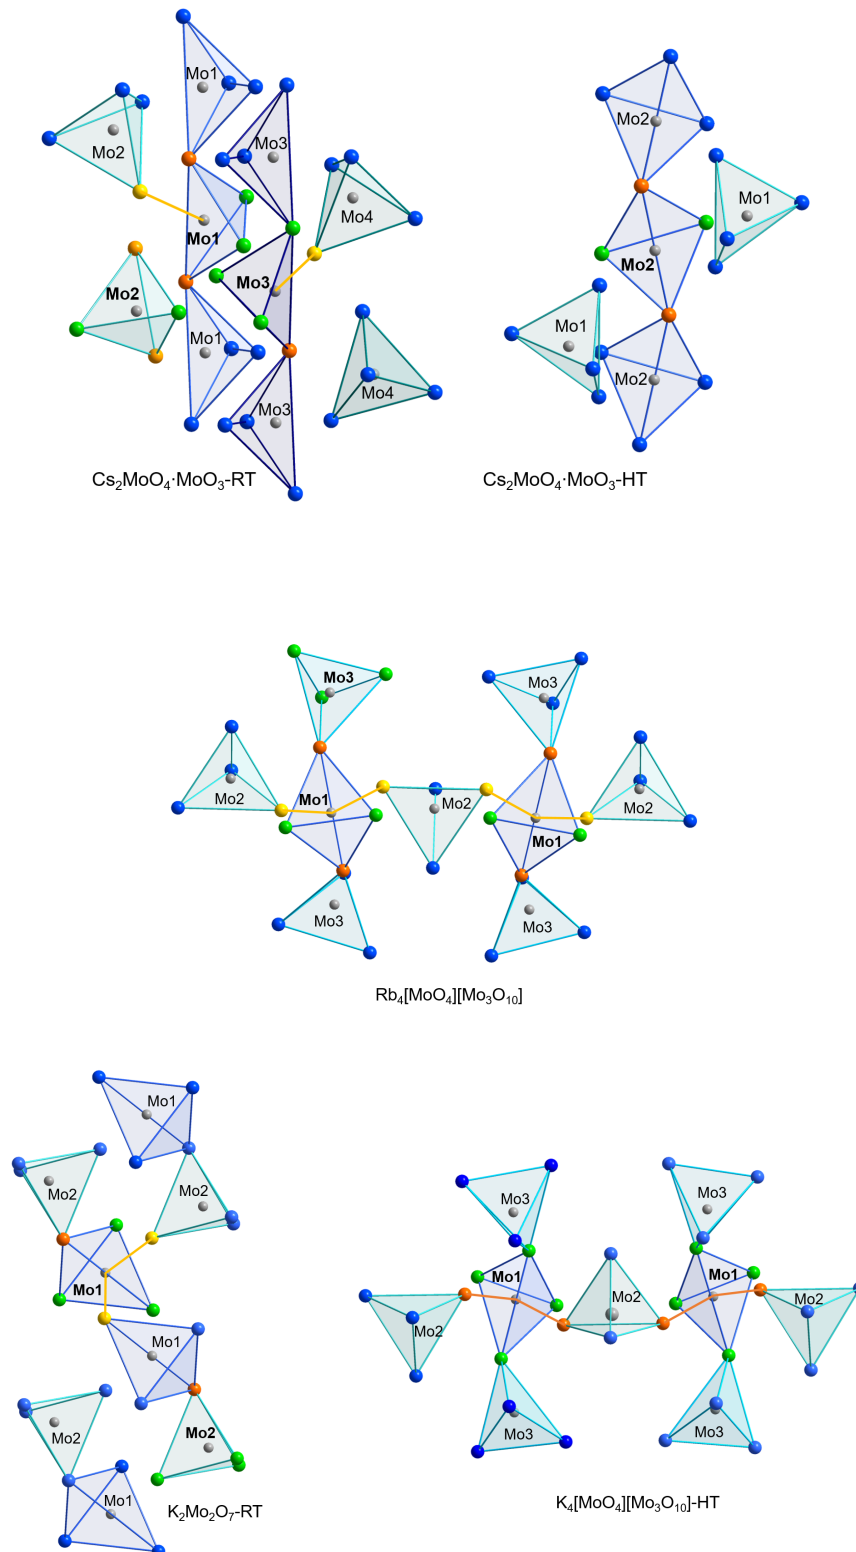 Mo1
Mo2
Mo3
Mo4
Mo1
Mo3
Mo2
Mo1
Mo3
Mo4
Cs₂MoO₄·MoO₃-RT
Mo2
Mo1
Mo2
Mo1
Mo2
Cs₂MoO₄·MoO₃-HT
Mo3
Mo3
Mo2
Mo1
Mo2
Mo1
Mo2
Mo3
Mo3
Rb₄[MoO₄][Mo₃O₁₀]
Mo1
Mo2
Mo2
Mo1
Mo1
Mo2
Mo2
Mo1
K₂Mo₂O₇-RT
Mo3
Mo3
Mo1
Mo1
Mo2
Mo2
Mo2
Mo3
Mo3
K₄[MoO₄][Mo₃O₁₀]-HT